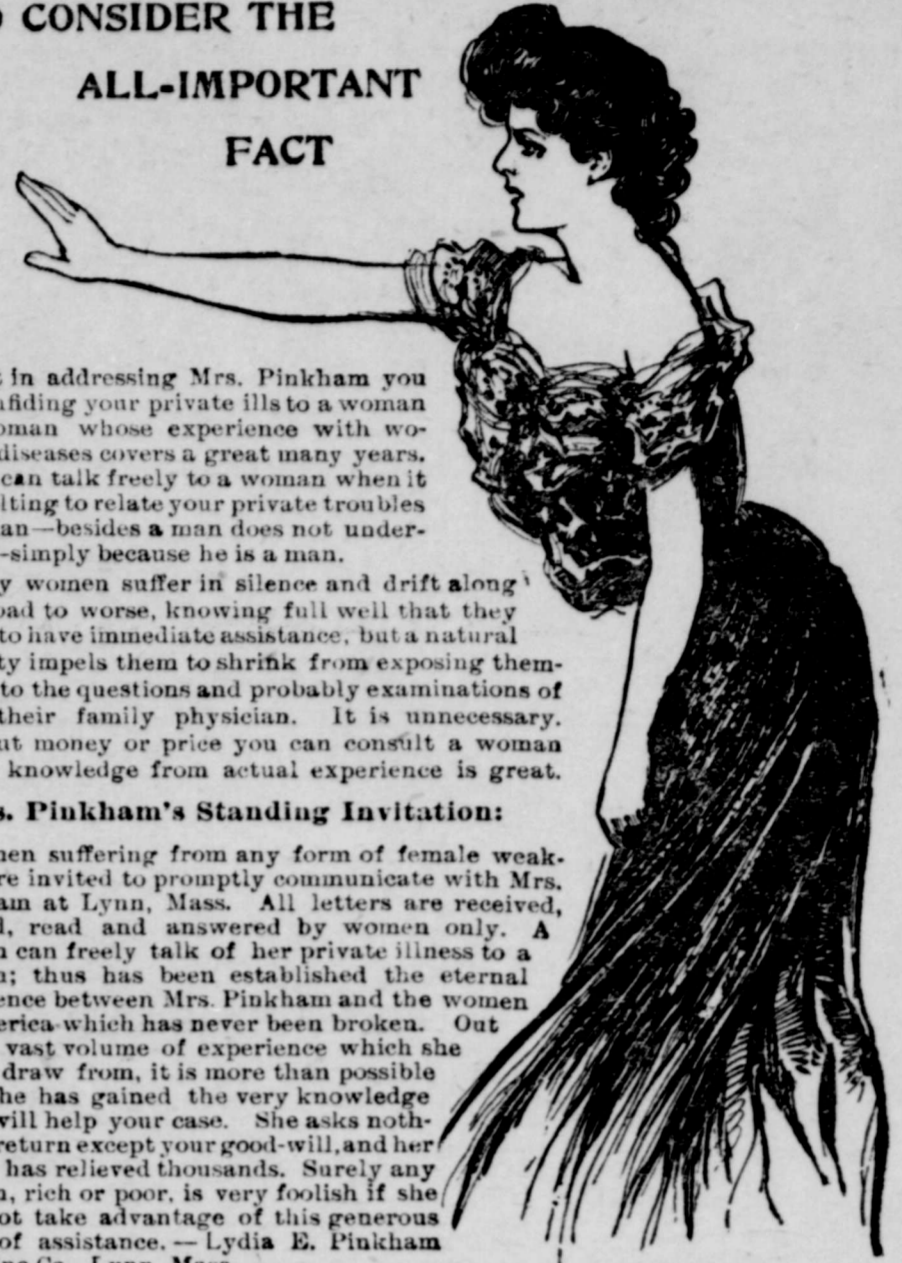 CONSIDER THE
ALL-IMPORTANT
FACT
in addressing Mrs. Pinkham you
fiding your private ills to a woman
oman whose experience with wo-
diseases covers a great many years.
can talk freely to a woman when it
lting to relate your private troubles
an—besides a man does not under-
-simply because he is a man.
y women suffer in silence and drift along
ad to worse, knowing full well that they
to have immediate assistance, but a natural
ty impels them to shrink from exposing them-
to the questions and probably examinations of
their family physician. It is unnecessary.
ut money or price you can consult a woman
knowledge from actual experience is great.
s. Pinkham's Standing Invitation:
en suffering from any form of female weak-
re invited to promptly communicate with Mrs.
am at Lynn, Mass. All letters are received,
d, read and answered by women only. A
can freely talk of her private illness to a
n; thus has been established the eternal
ence between Mrs. Pinkham and the women
erica which has never been broken. Out
vast volume of experience which she
draw from, it is more than possible
he has gained the very knowledge
will help your case. She asks noth-
return except your good-will, and her
has relieved thousands. Surely any
n, rich or poor, is very foolish if she
ot take advantage of this generous
of assistance. — Lydia E. Pinkham
Lynn, Mass.